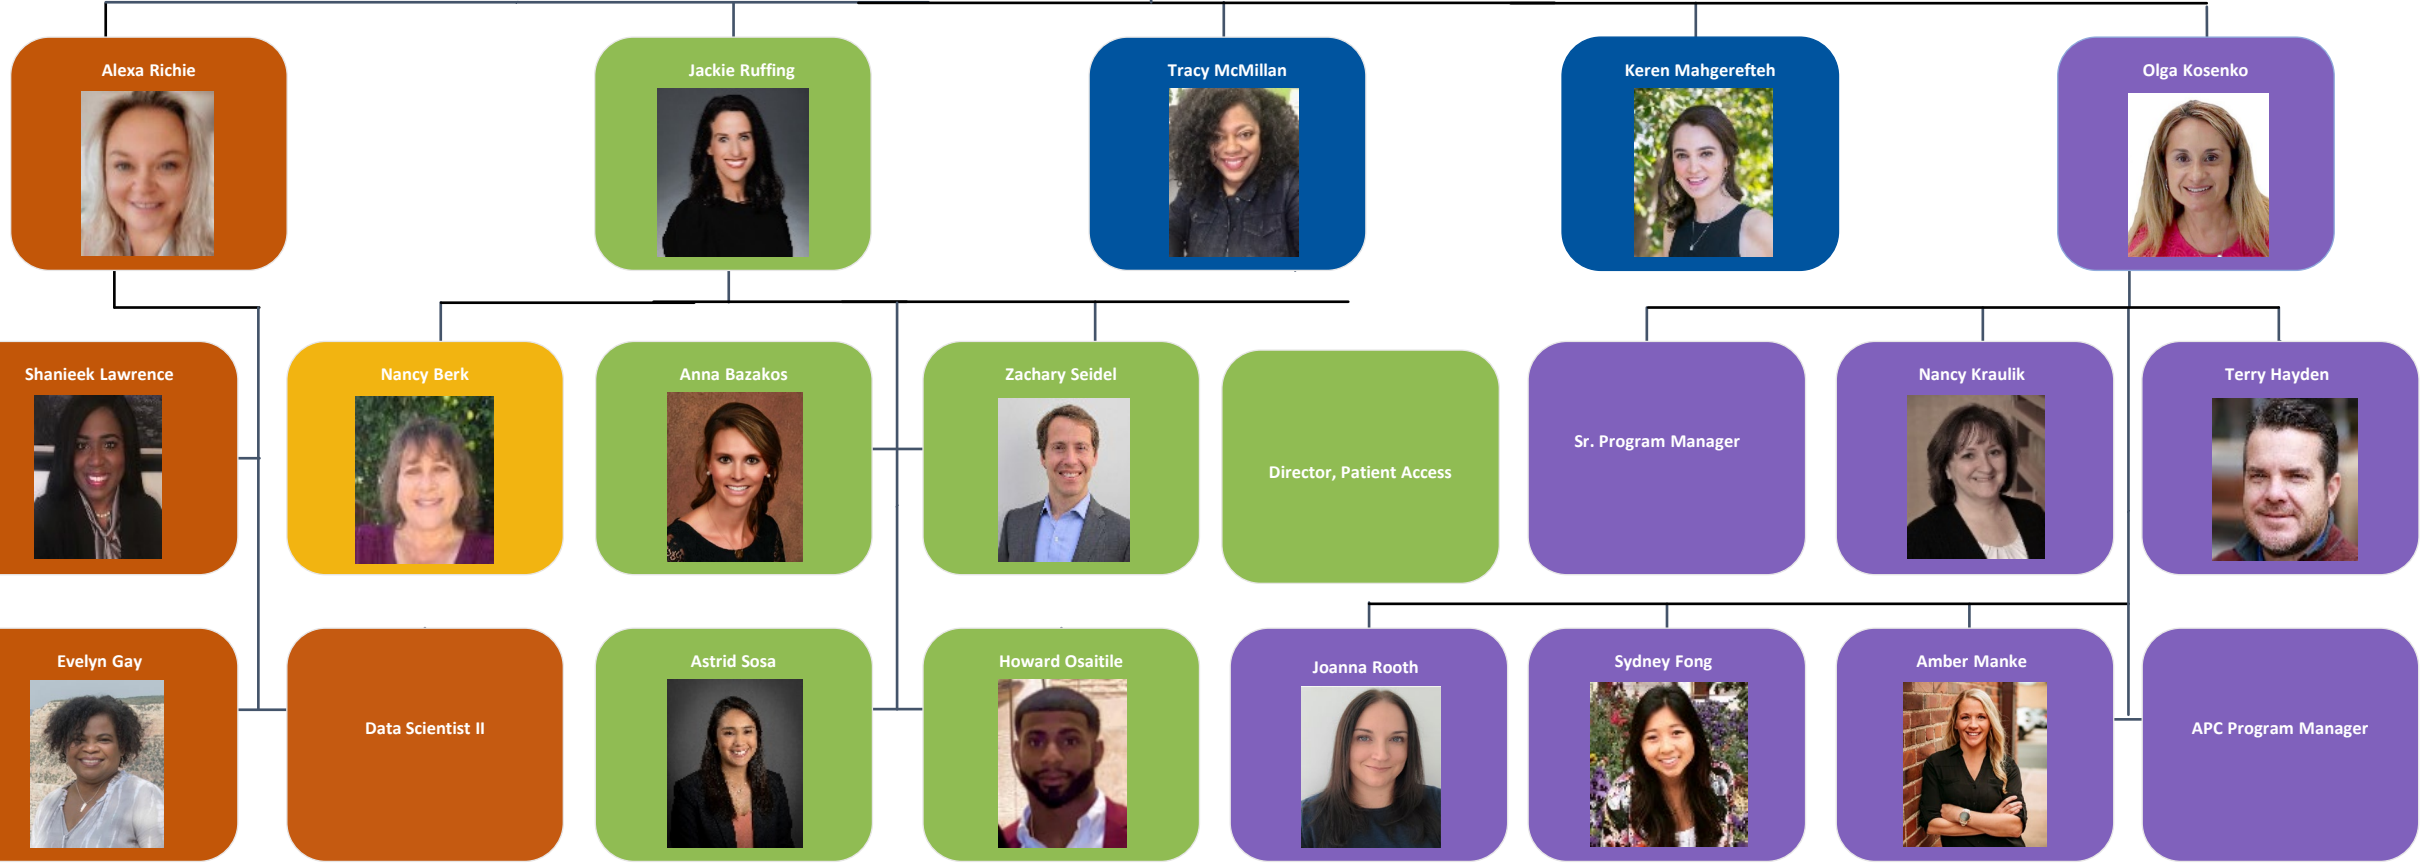 Alexa Richie
Jackie Ruffing
Tracy McMillan
Keren Mahgerefteh
Olga Kosenko
Shanieek Lawrence
Nancy Berk
Anna Bazakos
Zachary Seidel
Director, Patient Access
Sr. Program Manager
Nancy Kraulik
Terry Hayden
Evelyn Gay
Data Scientist II
Astrid Sosa
Howard Osaitile
Joanna Rooth
Sydney Fong
Amber Manke
APC Program Manager